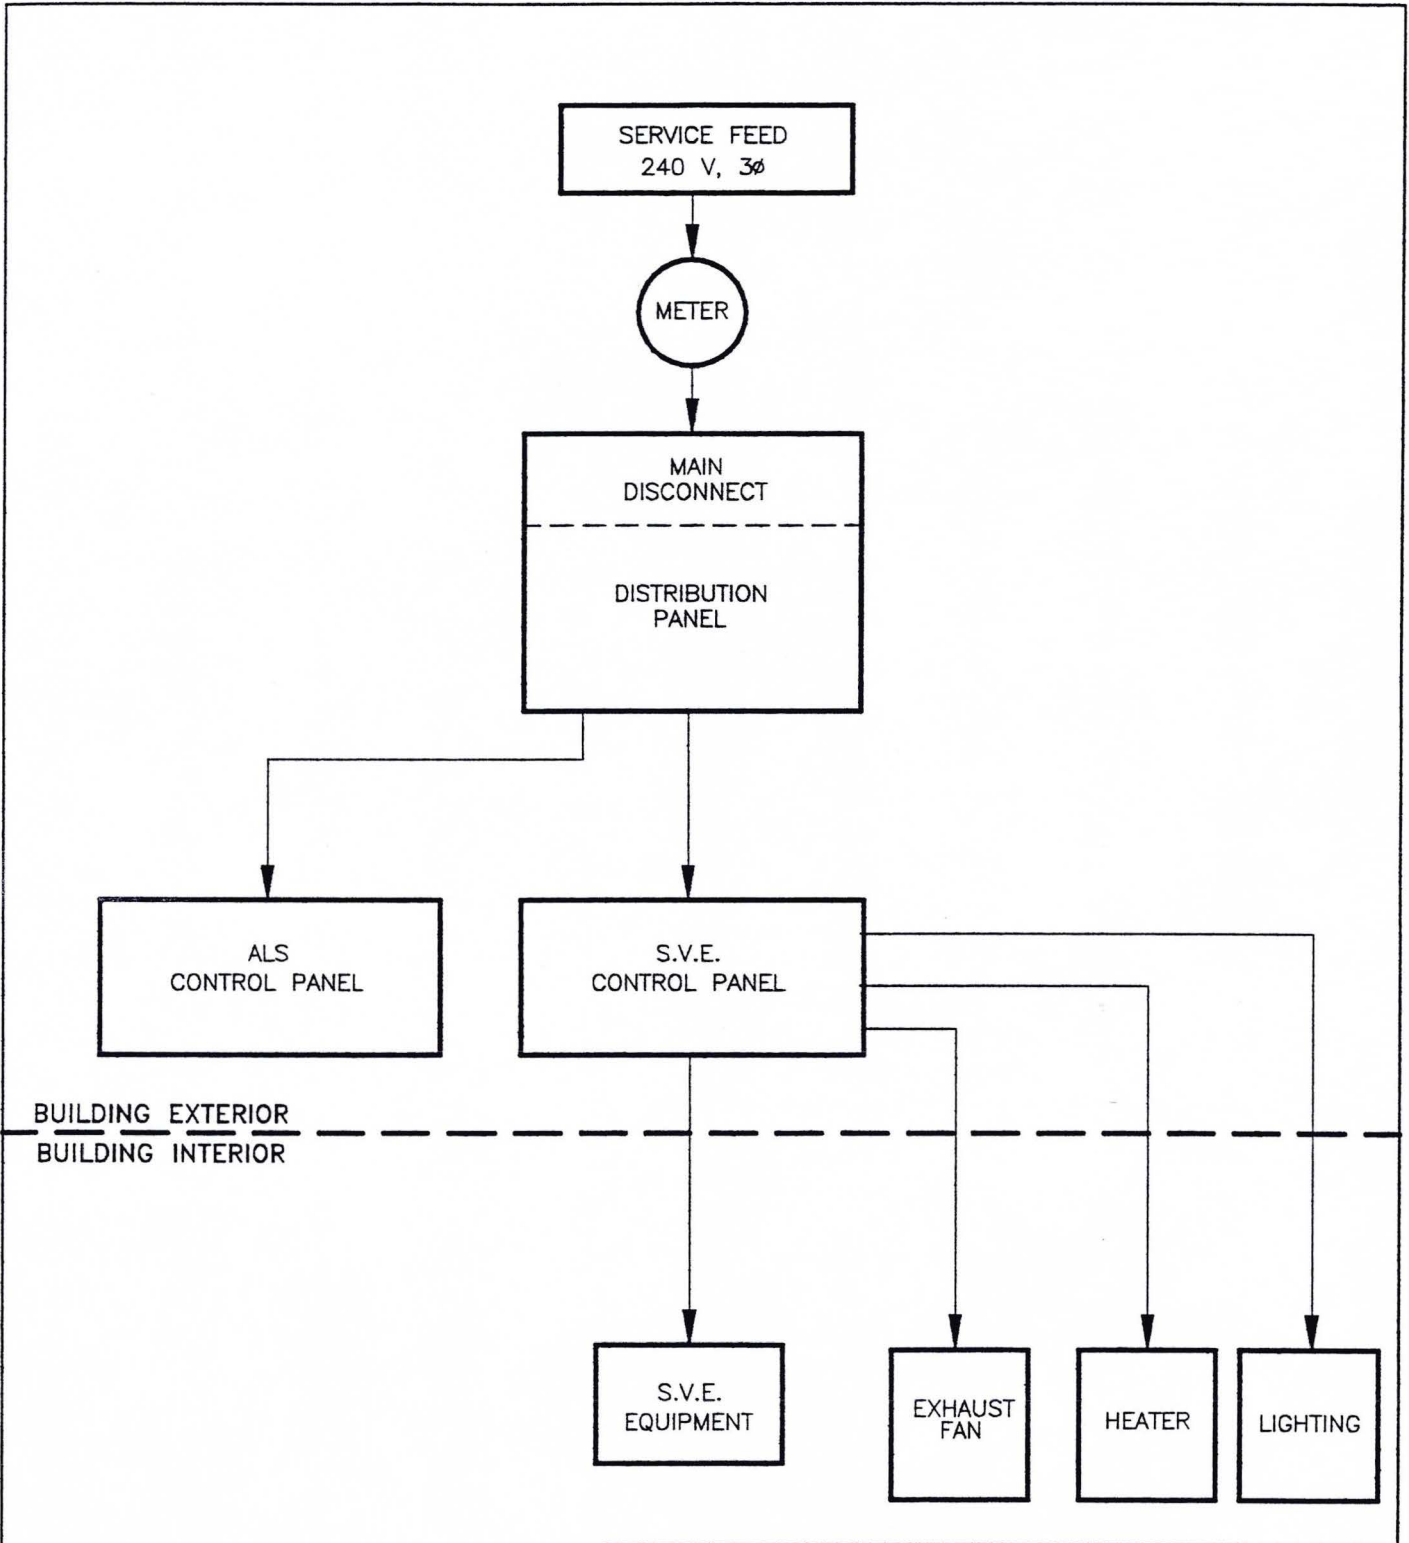 SERVICE FEED
240 V, 3ø
METER
MAIN
DISCONNECT
DISTRIBUTION
PANEL
ALS
CONTROL PANEL
S.V.E.
CONTROL PANEL
BUILDING EXTERIOR
BUILDING INTERIOR
S.V.E.
EQUIPMENT
EXHAUST
FAN
HEATER
LIGHTING